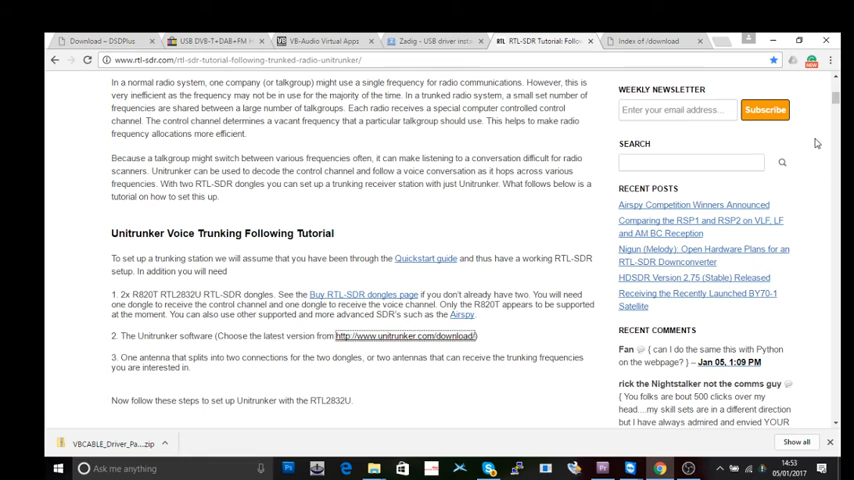 Download – DSDPlus
USB DVB-T+DAB+FM H
VB-Audio Virtual Apps
Zadig - USB driver insta
RTL-SDR Tutorial: Follow
Index of /download
www.rtl-sdr.com/rtl-sdr-tutorial-following-trunked-radio-unitrunker/
In a normal radio system, one company (or talkgroup) might use a single frequency for radio communications. However, this is
very inefficient as the frequency may not be in use for the majority of the time. In a trunked radio system, a small set number of
frequencies are shared between a large number of talkgroups. Each radio receives a special computer controlled control
channel. The control channel determines a vacant frequency that a particular talkgroup should use. This helps to make radio
frequency allocations more efficient.
Because a talkgroup might switch between various frequencies often, it can make listening to a conversation difficult for radio
scanners. Unitrunker can be used to decode the control channel and follow a voice conversation as it hops across various
frequencies. With two RTL-SDR dongles you can set up a trunking receiver station with just Unitrunker. What follows below is a
tutorial on how to set this up.
Unitrunker Voice Trunking Following Tutorial
To set up a trunking station we will assume that you have been through the Quickstart guide and thus have a working RTL-SDR
setup. In addition you will need
1. 2x R820T RTL2832U RTL-SDR dongles. See the Buy RTL-SDR dongles page if you don't already have two. You will need
one dongle to receive the control channel and one dongle to receive the voice channel. Only the R820T appears to be supported
at the moment. You can also use other supported and more advanced SDR's such as the Airspy.
2. The Unitrunker software (Choose the latest version from http://www.unitrunker.com/download/)
3. One antenna that splits into two connections for the two dongles, or two antennas that can receive the trunking frequencies
you are interested in.
Now follow these steps to set up Unitrunker with the RTL2832U.
WEEKLY NEWSLETTER
Enter your email address...
Subscribe
SEARCH
RECENT POSTS
Airspy Competition Winners Announced
Comparing the RSP1 and RSP2 on VLF, LF
and AM BC Reception
Nigun (Melody): Open Hardware Plans for an
RTL-SDR Downconverter
HDSDR Version 2.75 (Stable) Released
Receiving the Recently Launched BY70-1
Satellite
RECENT COMMENTS
Fan { can I do the same this with Python
on the webpage? } – Jan 05, 1:09 PM
rick the Nightstalker not the comms guy
{ You folks are bout 500 clicks over my
head....my skill sets are in a different direction
but I have always admired and envied YOUR
VBCABLE_Driver_Pa....zip
Show all
Ask me anything
14:53
05/01/2017